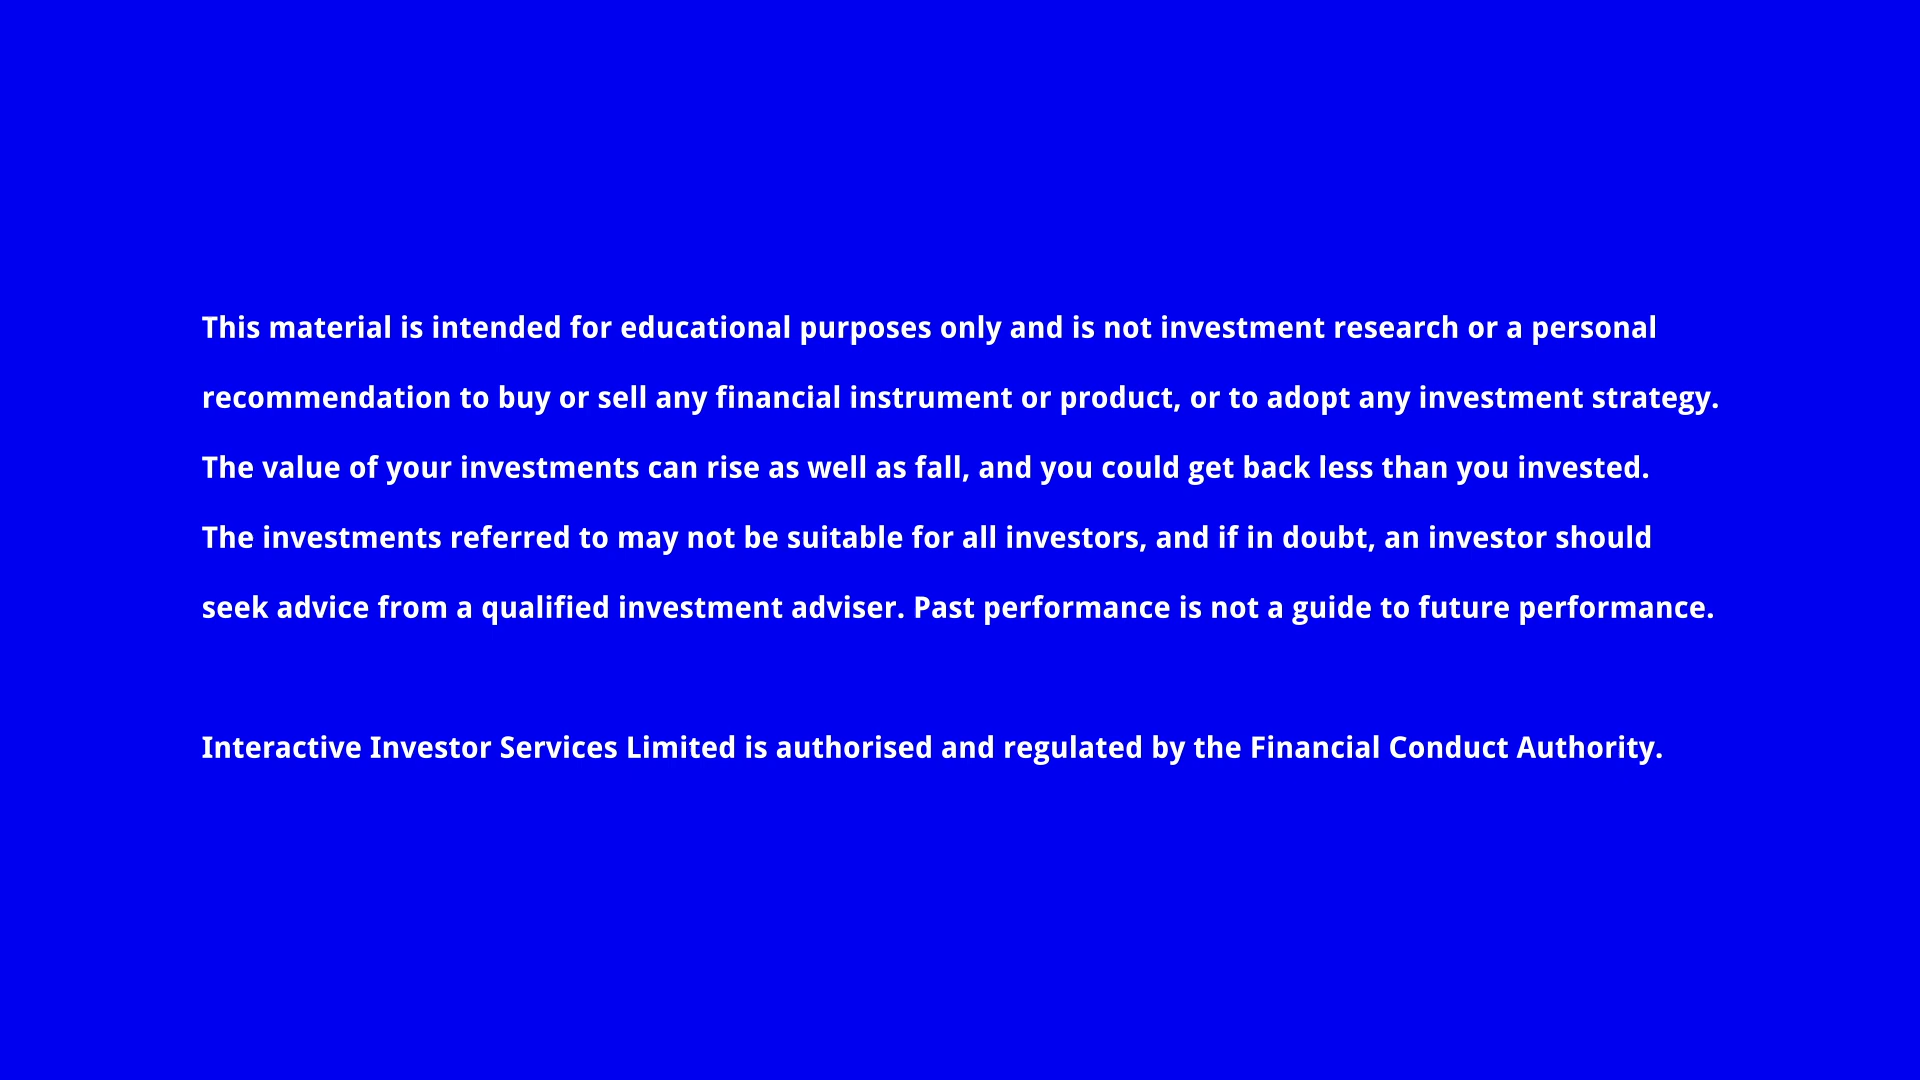 This material is intended for educational purposes only and is not investment research or a personal
recommendation to buy or sell any financial instrument or product, or to adopt any investment strategy.
The value of your investments can rise as well as fall, and you could get back less than you invested.
The investments referred to may not be suitable for all investors, and if in doubt, an investor should
seek advice from a qualified investment adviser. Past performance is not a guide to future performance.
Interactive Investor Services Limited is authorised and regulated by the Financial Conduct Authority.